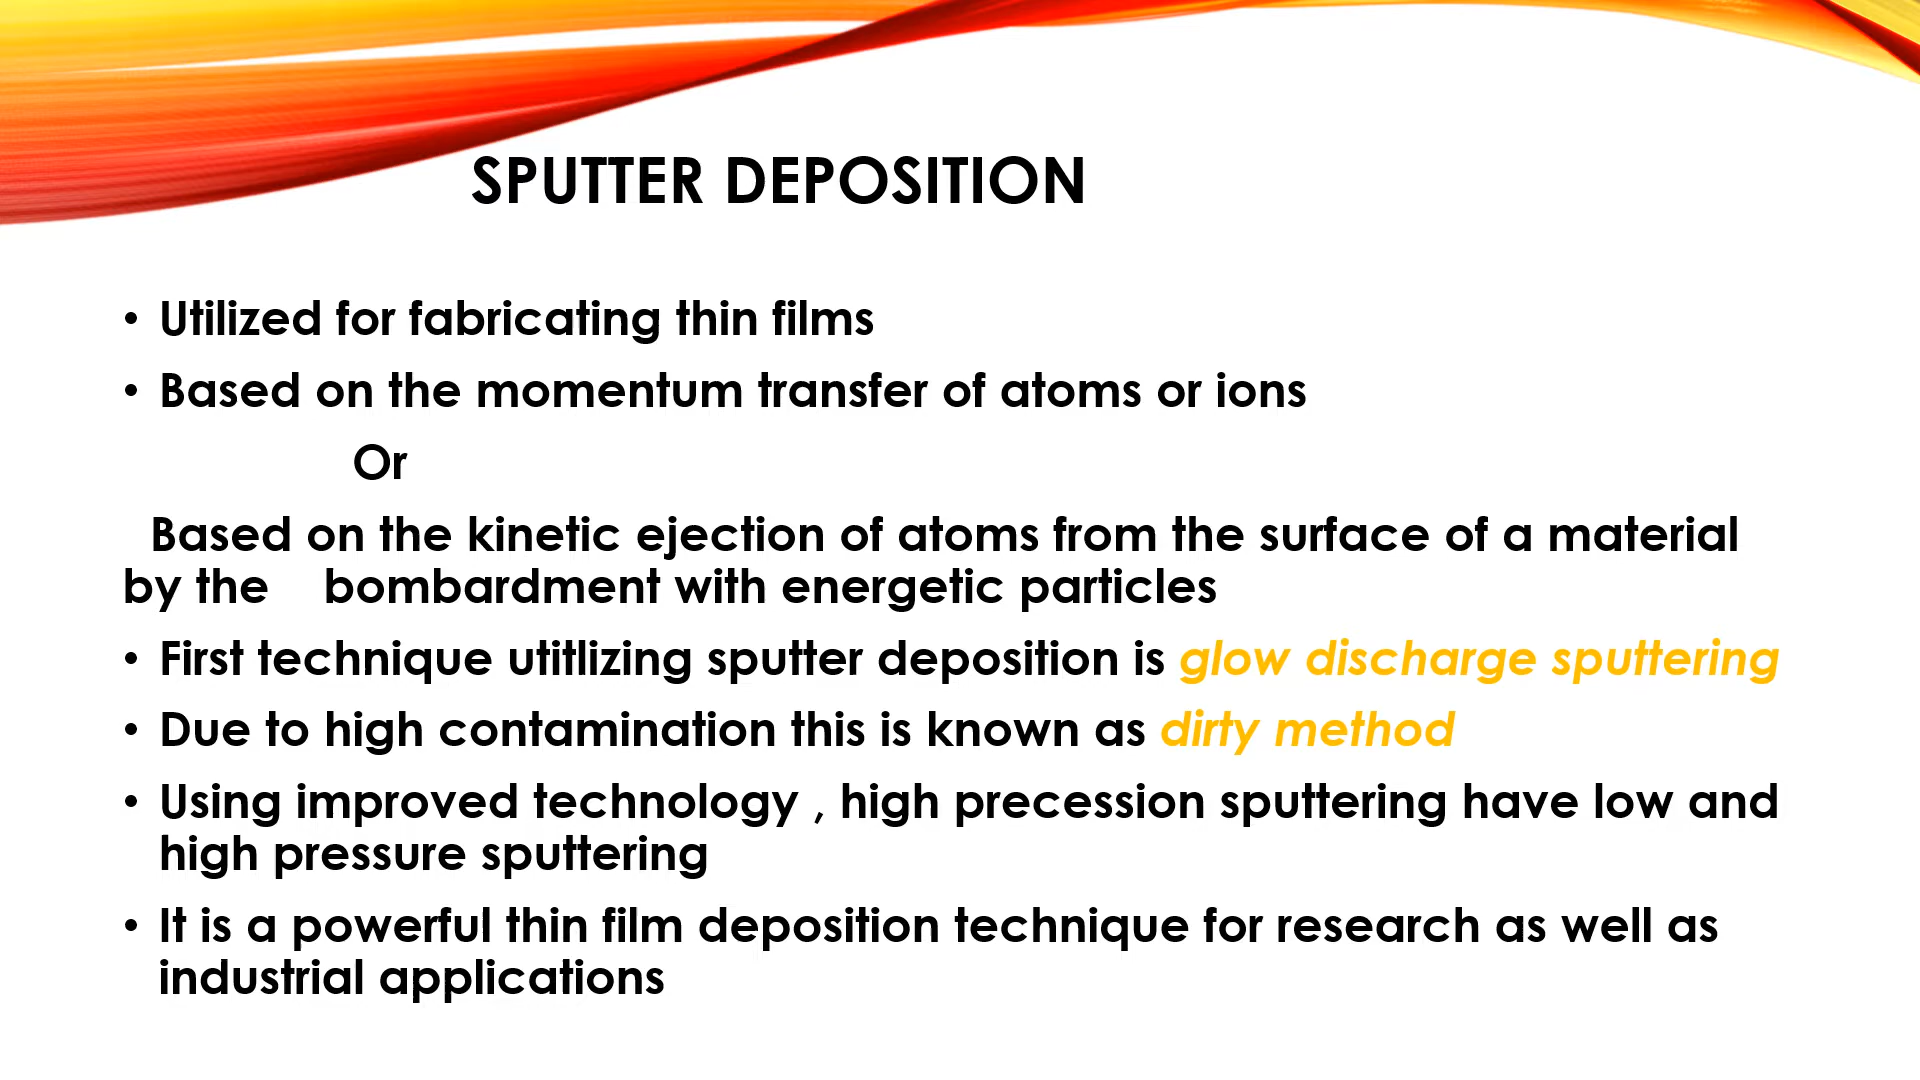 SPUTTER DEPOSITION
• Utilized for fabricating thin films
• Based on the momentum transfer of atoms or ions
Or
Based on the kinetic ejection of atoms from the surface of a material
by the bombardment with energetic particles
• First technique utitlizing sputter deposition is glow discharge sputtering
• Due to high contamination this is known as dirty method
• Using improved technology , high precession sputtering have low and
high pressure sputtering
• It is a powerful thin film deposition technique for research as well as
industrial applications